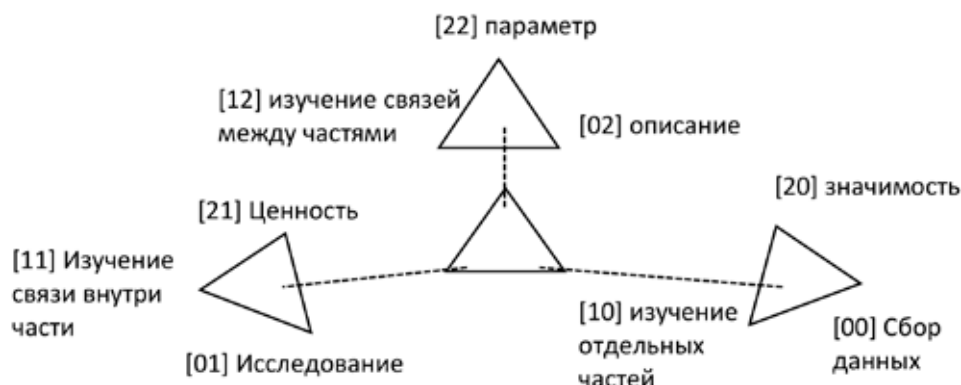 [22] параметр
[12] изучение связей
между частями
[02] описание
[20] значимость
[21] Ценность
[11] Изучение
связи внутри
части
[10] изучение
отдельных
частей
[00] Сбор
данных
[01] Исследование